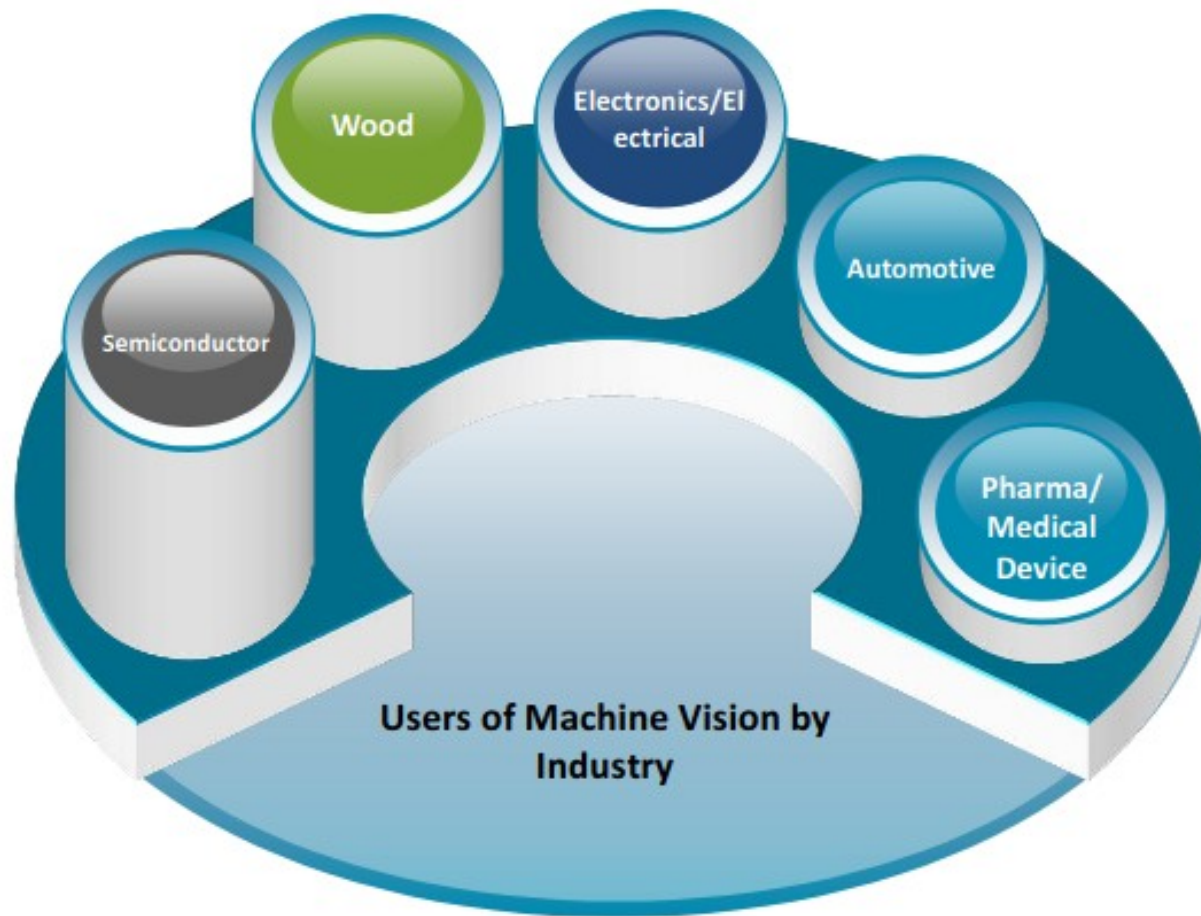 Wood
Electronics/El
ectrical
Automotive
Semiconductor
Pharma/
Medical
Device
Users of Machine Vision by
Industry